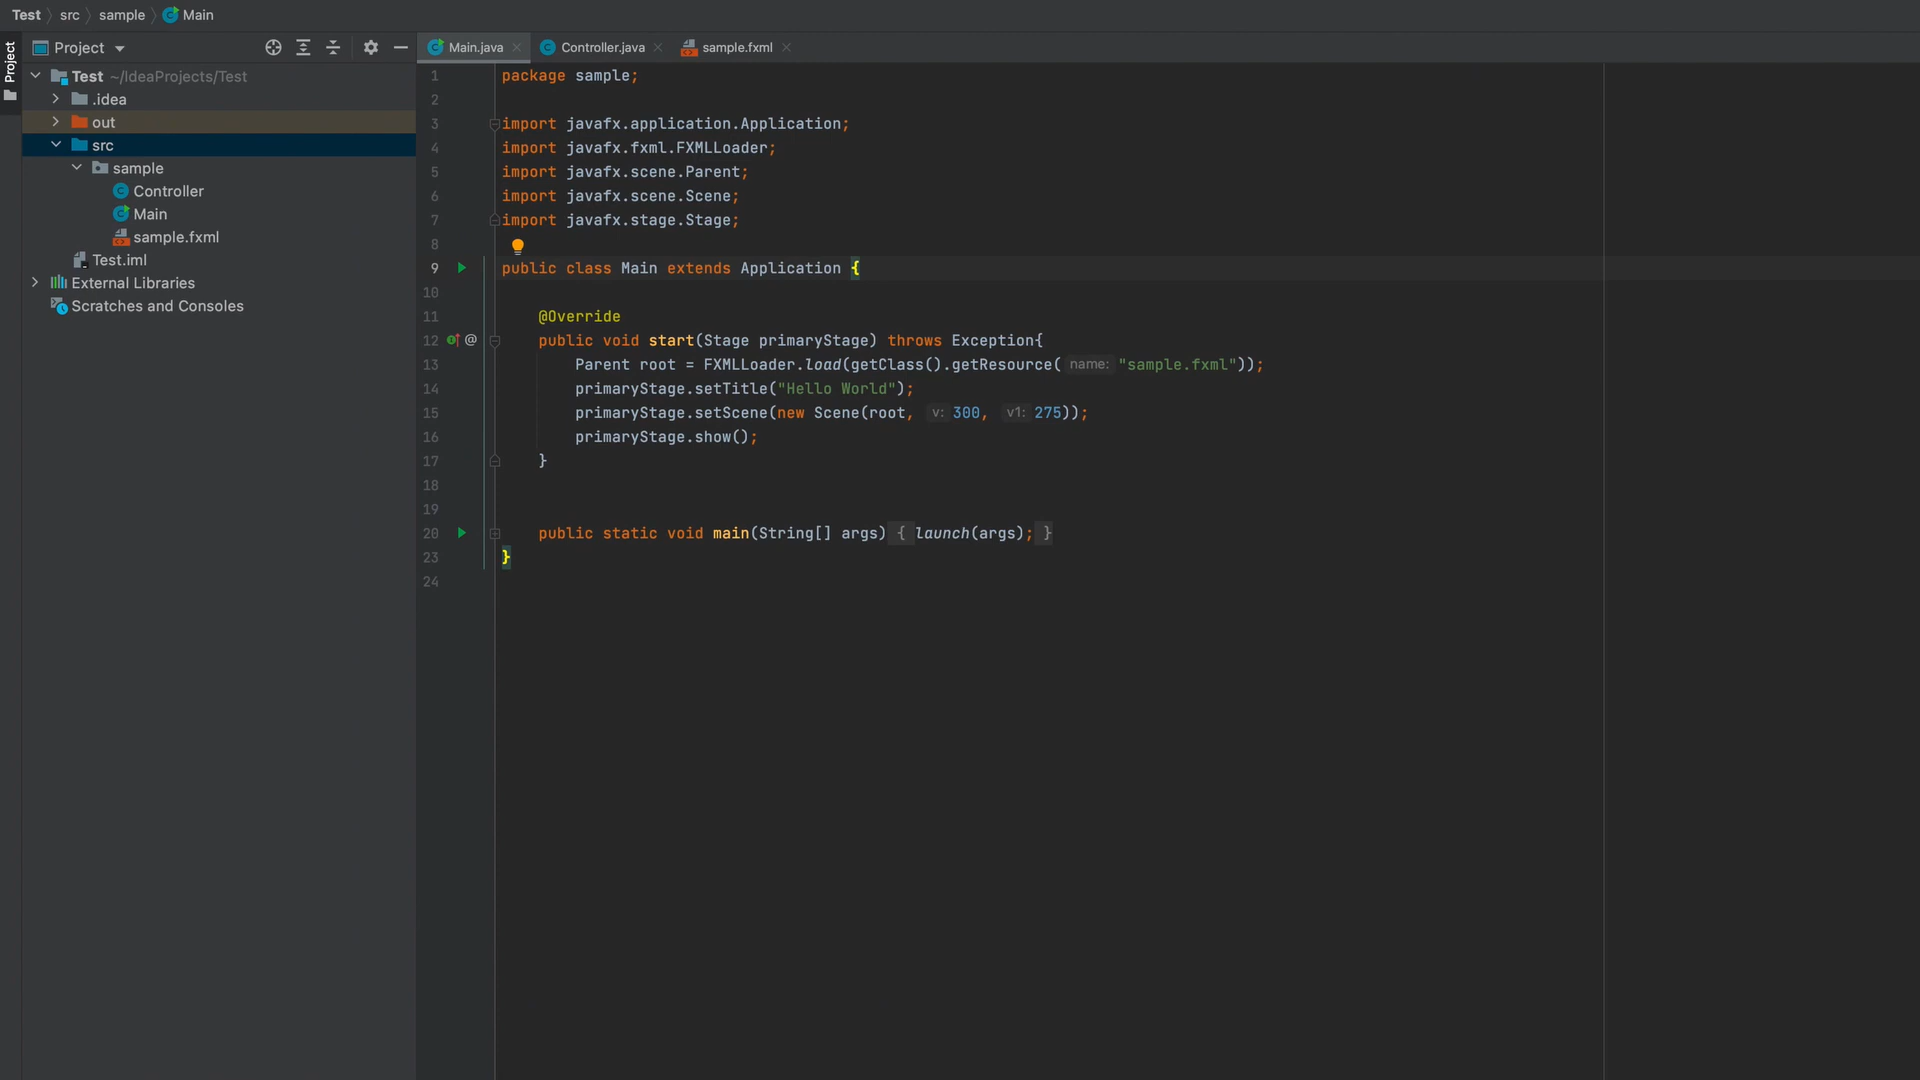 Test src sample Main
Project
Project
Test ~/IdeaProjects/Test
.idea
out
src
sample
Controller
Main
sample.fxml
Test.iml
External Libraries
Scratches and Consoles
Main.java Controller.java sample.fxml
1 package sample;
2
3 import javafx.application.Application;
4 import javafx.fxml.FXMLLoader;
5 import javafx.scene.Parent;
6 import javafx.scene.Scene;
7 import javafx.stage.Stage;
8
9 public class Main extends Application {
10
11 @Override
12 @ public void start(Stage primaryStage) throws Exception{
13 Parent root = FXMLLoader.load(getClass().getResource( name: "sample.fxml"));
14 primaryStage.setTitle("Hello World");
15 primaryStage.setScene(new Scene(root, v: 300, v1: 275));
16 primaryStage.show();
17 }
18
19
20 public static void main(String[] args) { launch(args); }
23 }
24